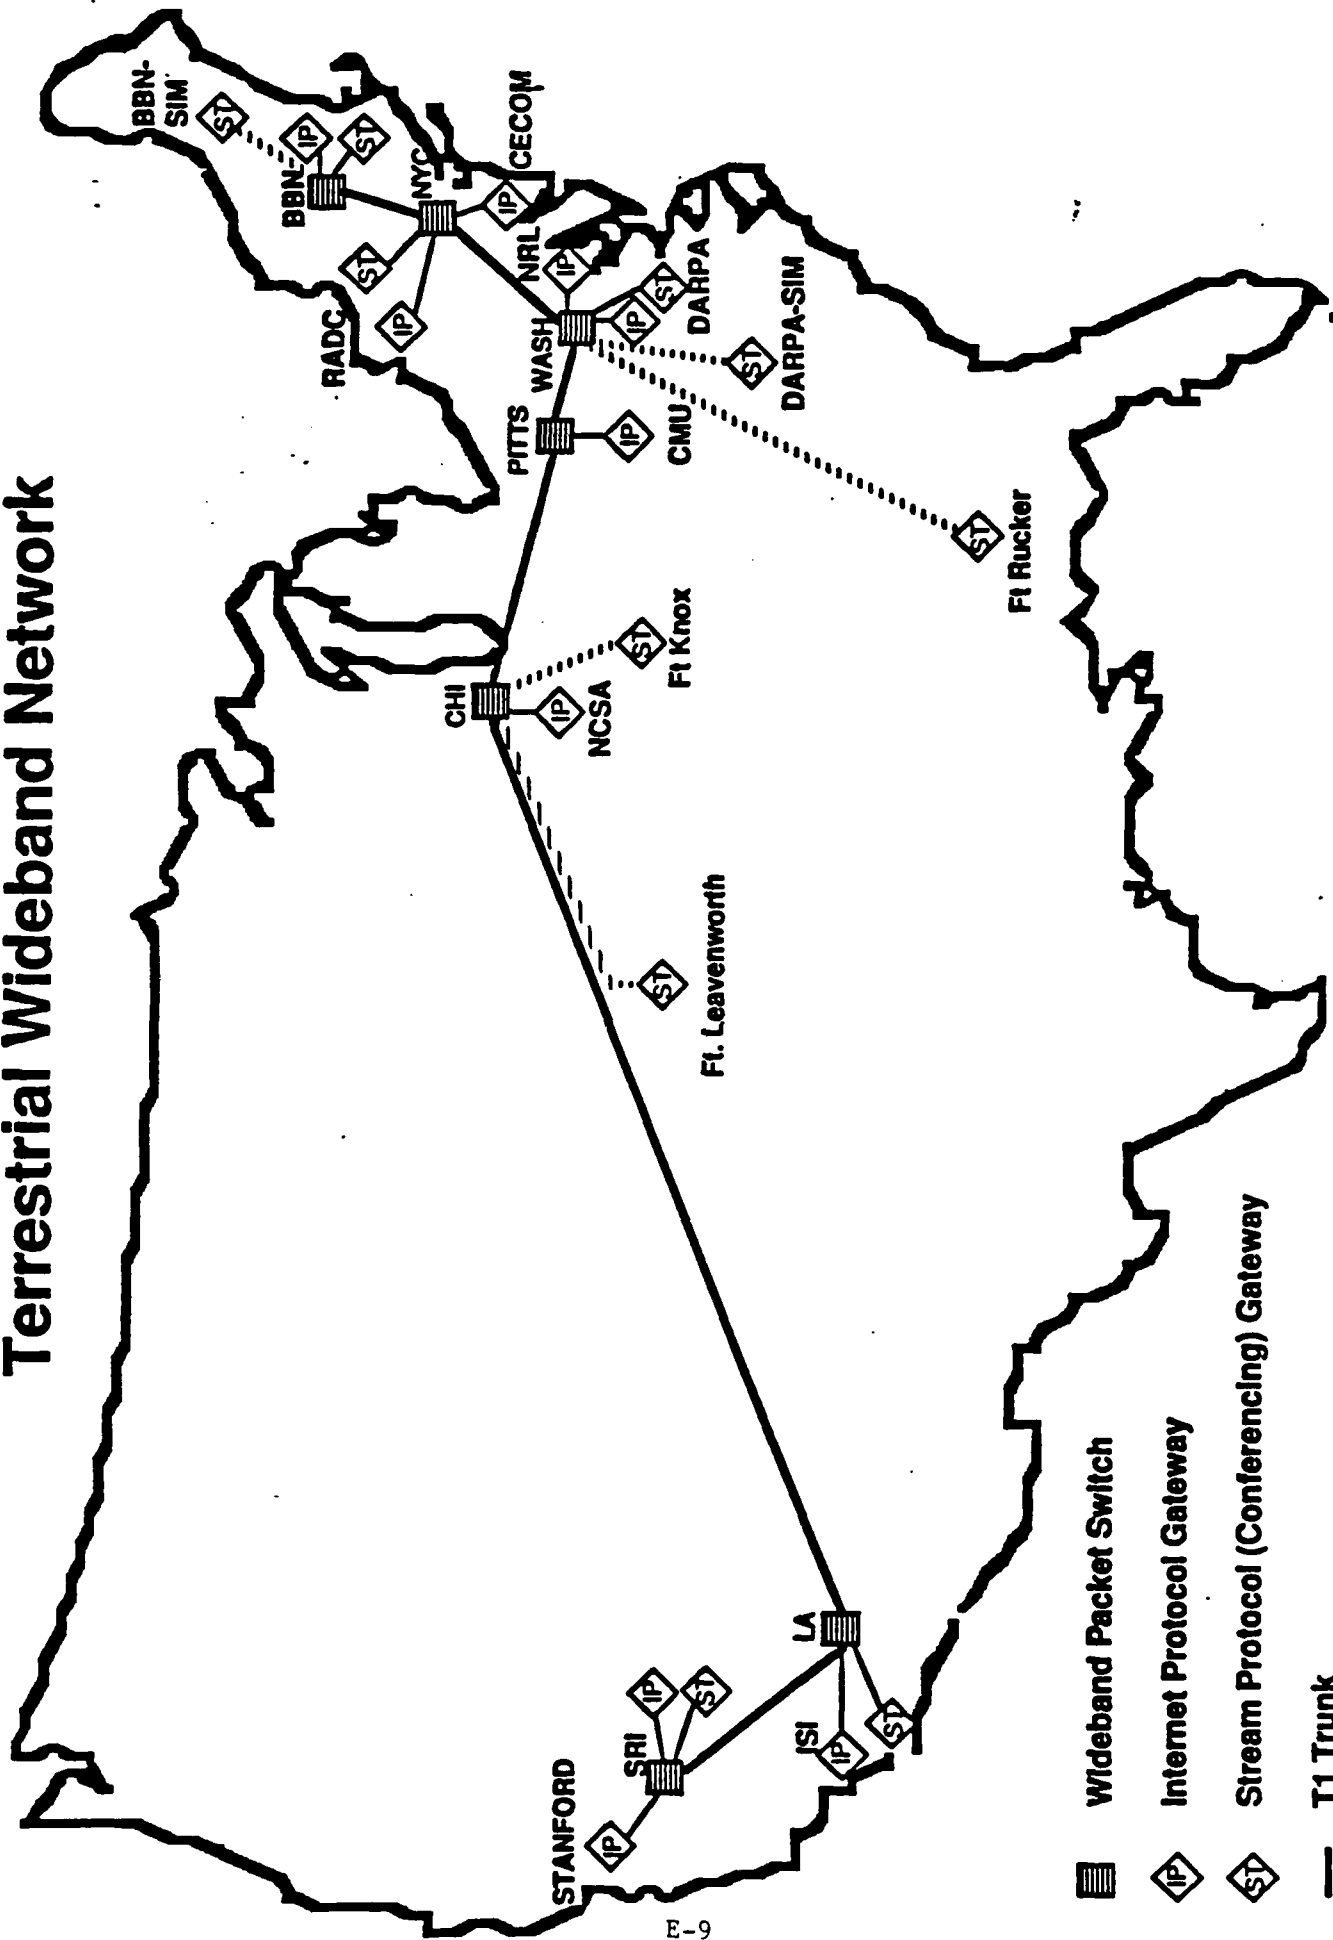 Terrestrial Wideband Network
BBN-
SIM
ST
BBN-
IP
ST
NYC
ST
RADC
IP
IP
CECOM
NRL
IP
WASH
IP
ST
DARPA
ST
DARPA-SIM
PITTS
IP
CMU
ST
Ft Rucker
CHI
IP
NCSA
ST
Ft Knox
ST
Ft. Leavenworth
LA
ISI
IP
ST
SRI
IP
ST
STANFORD
IP
Wideband Packet Switch
IP
Internet Protocol Gateway
ST
Stream Protocol (Conferencing) Gateway
T1 Trunk
E-9